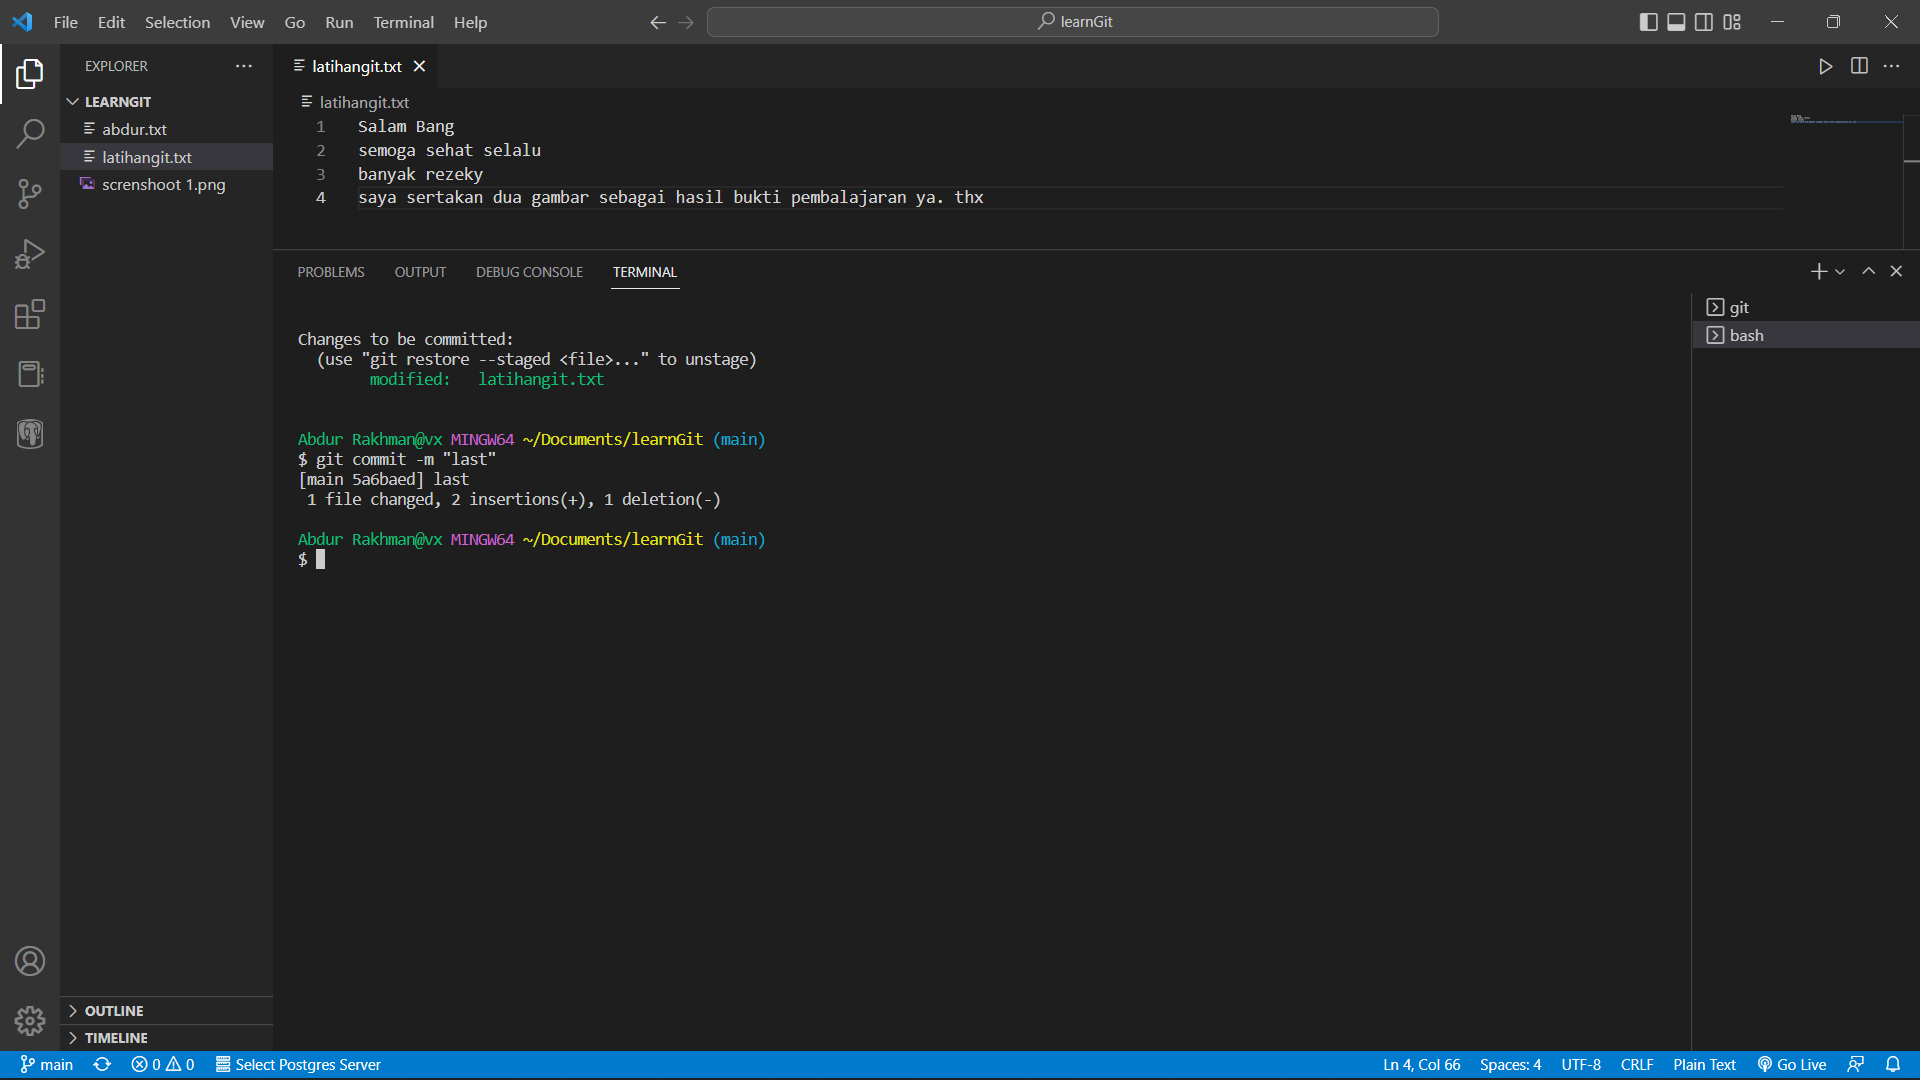 File Edit Selection View Go Run Terminal Help
learnGit
EXPLORER
LEARNGIT
abdur.txt
latihangit.txt
screnshoot 1.png
OUTLINE
TIMELINE
latihangit.txt
latihangit.txt
1 Salam Bang
2 semoga sehat selalu
3 banyak rezeky
4 saya sertakan dua gambar sebagai hasil bukti pembalajaran ya. thx
PROBLEMS OUTPUT DEBUG CONSOLE TERMINAL
Changes to be committed:
(use "git restore --staged <file>..." to unstage)
modified: latihangit.txt
Abdur Rakhman@vx MINGW64 ~/Documents/learnGit (main)
$ git commit -m "last"
[main 5a6baed] last
1 file changed, 2 insertions(+), 1 deletion(-)
Abdur Rakhman@vx MINGW64 ~/Documents/learnGit (main)
$
git
bash
main 0 0 Select Postgres Server
Ln 4, Col 66 Spaces: 4 UTF-8 CRLF Plain Text Go Live